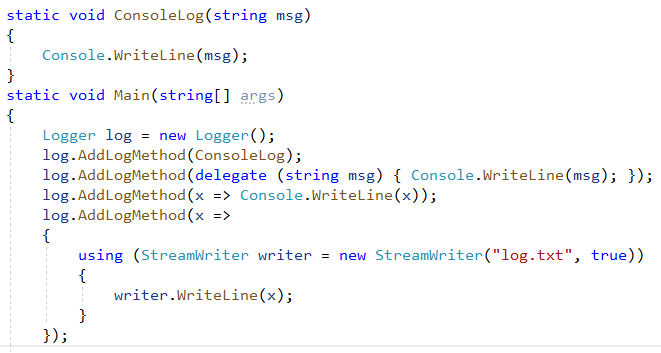 static void ConsoleLog(string msg)
{
    Console.WriteLine(msg);
}
static void Main(string[] args)
{
    Logger log = new Logger();
    log.AddLogMethod(ConsoleLog);
    log.AddLogMethod(delegate (string msg) { Console.WriteLine(msg); });
    log.AddLogMethod(x => Console.WriteLine(x));
    log.AddLogMethod(x =>
    {
        using (StreamWriter writer = new StreamWriter("log.txt", true))
        {
            writer.WriteLine(x);
        }
    });